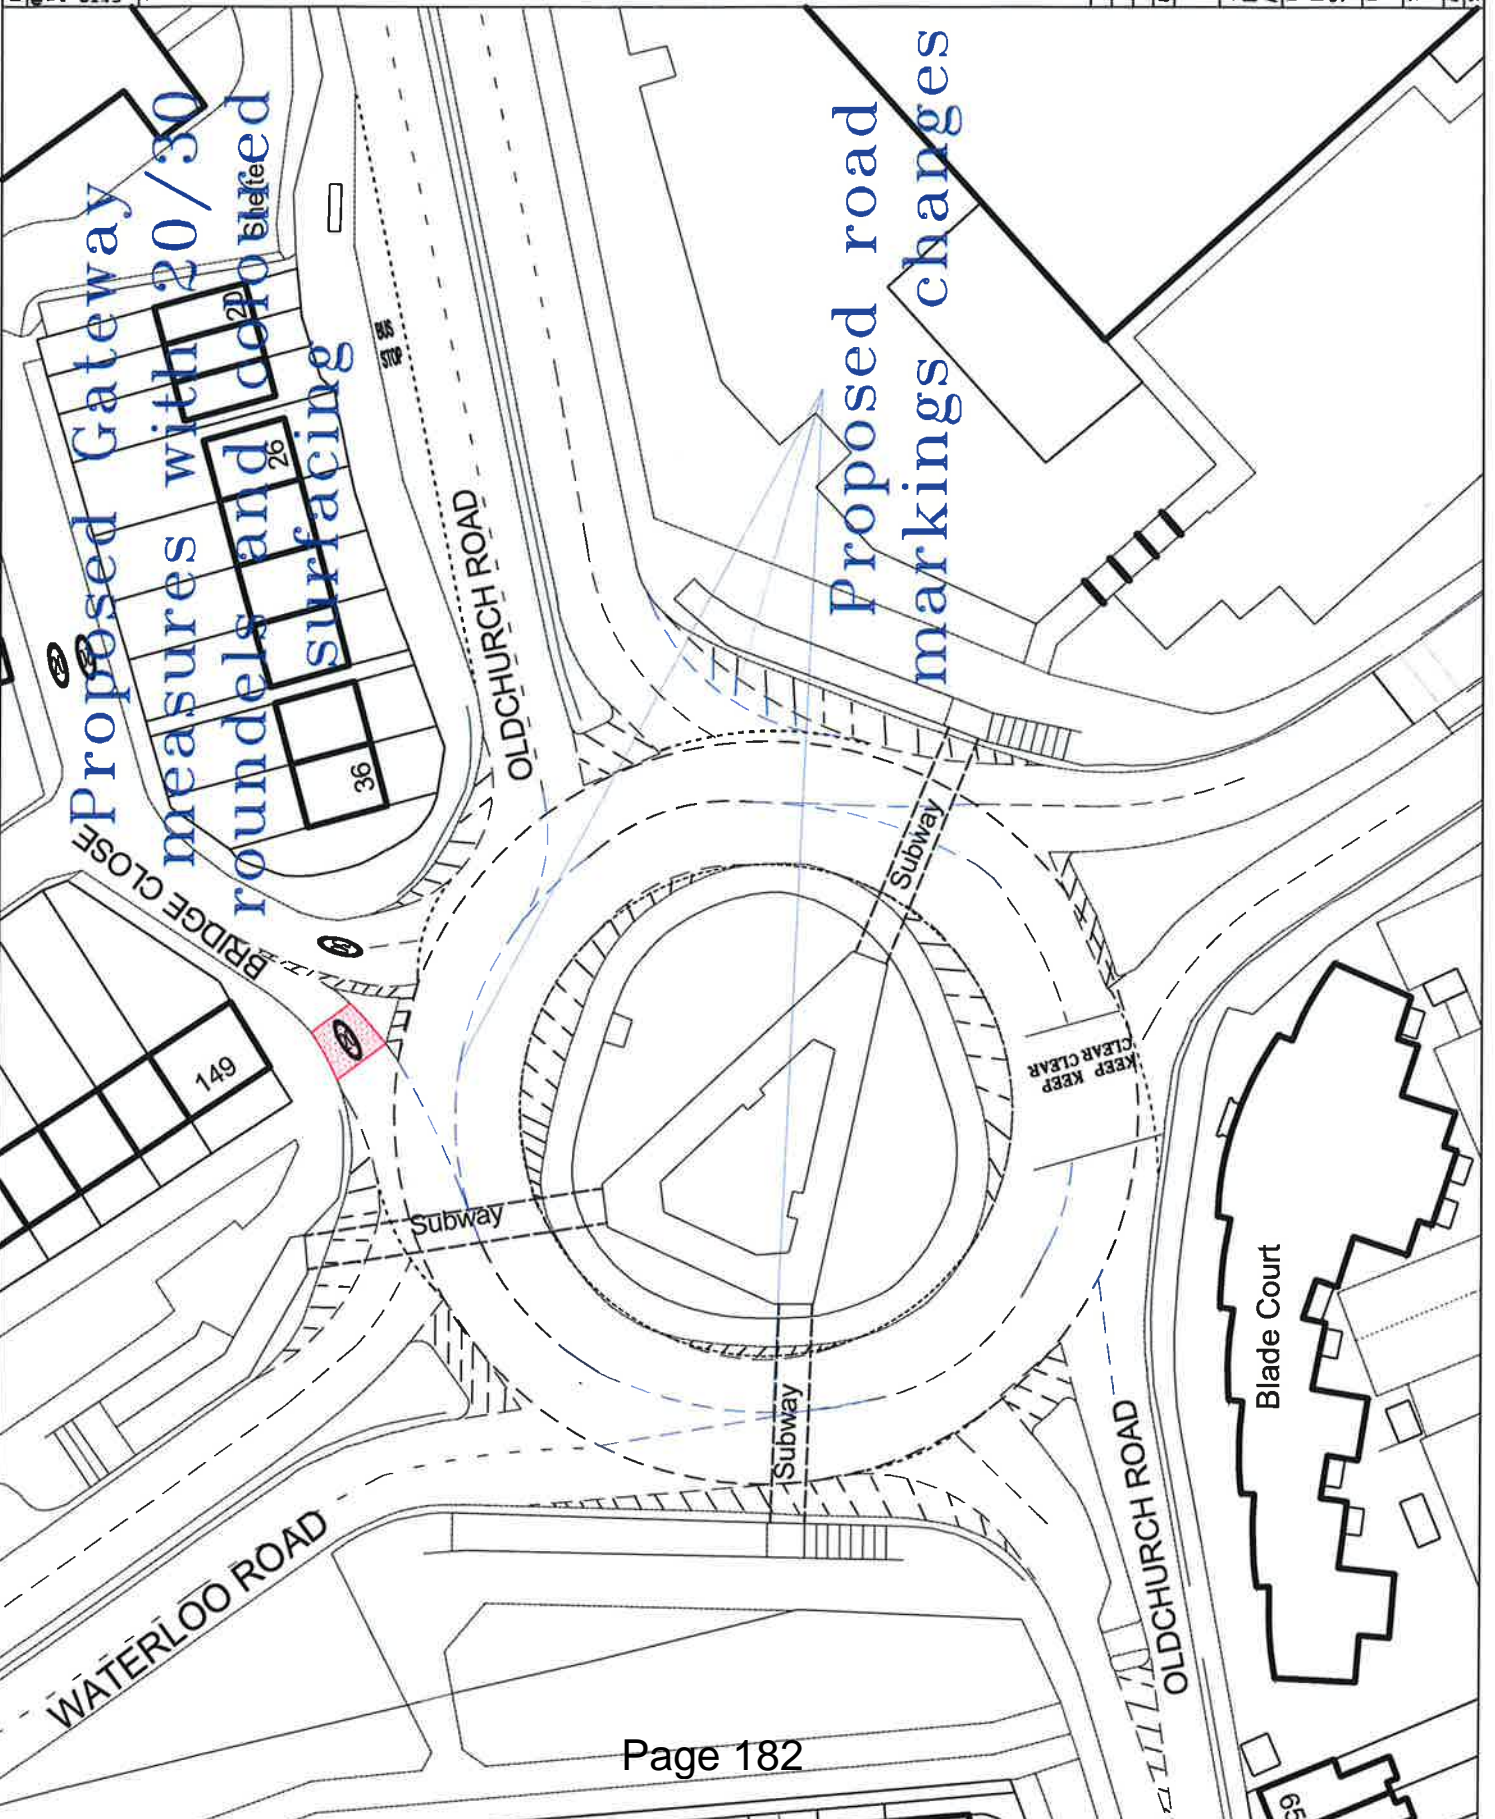 Proposed Gateway
measures with 20/30
roundels and coloured
surfacing
Shelter
20
26
36
BUS
STOP
OLDCHURCH ROAD
Proposed road
markings changes
BRIDGE CLOSE
30
20
149
Subway
Subway
Subway
KEEP KEEP
CLEAR CLEAR
WATERLOO ROAD
OLDCHURCH ROAD
Blade Court
65
Page 182